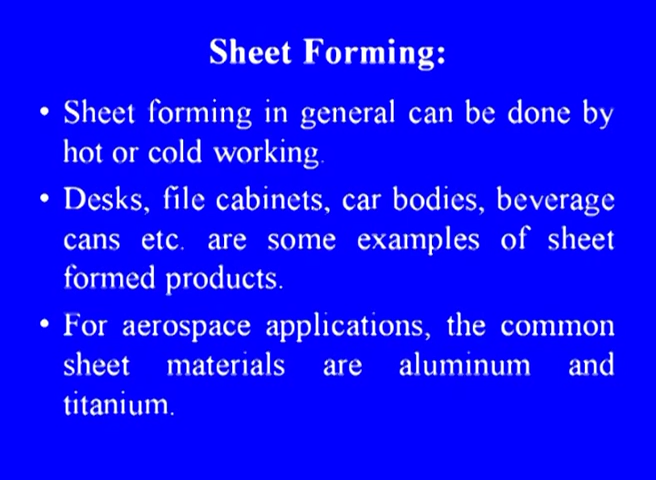 Sheet Forming:
• Sheet forming in general can be done by
hot or cold working.
• Desks, file cabinets, car bodies, beverage
cans etc. are some examples of sheet
formed products.
• For aerospace applications, the common
sheet materials are aluminum and
titanium.